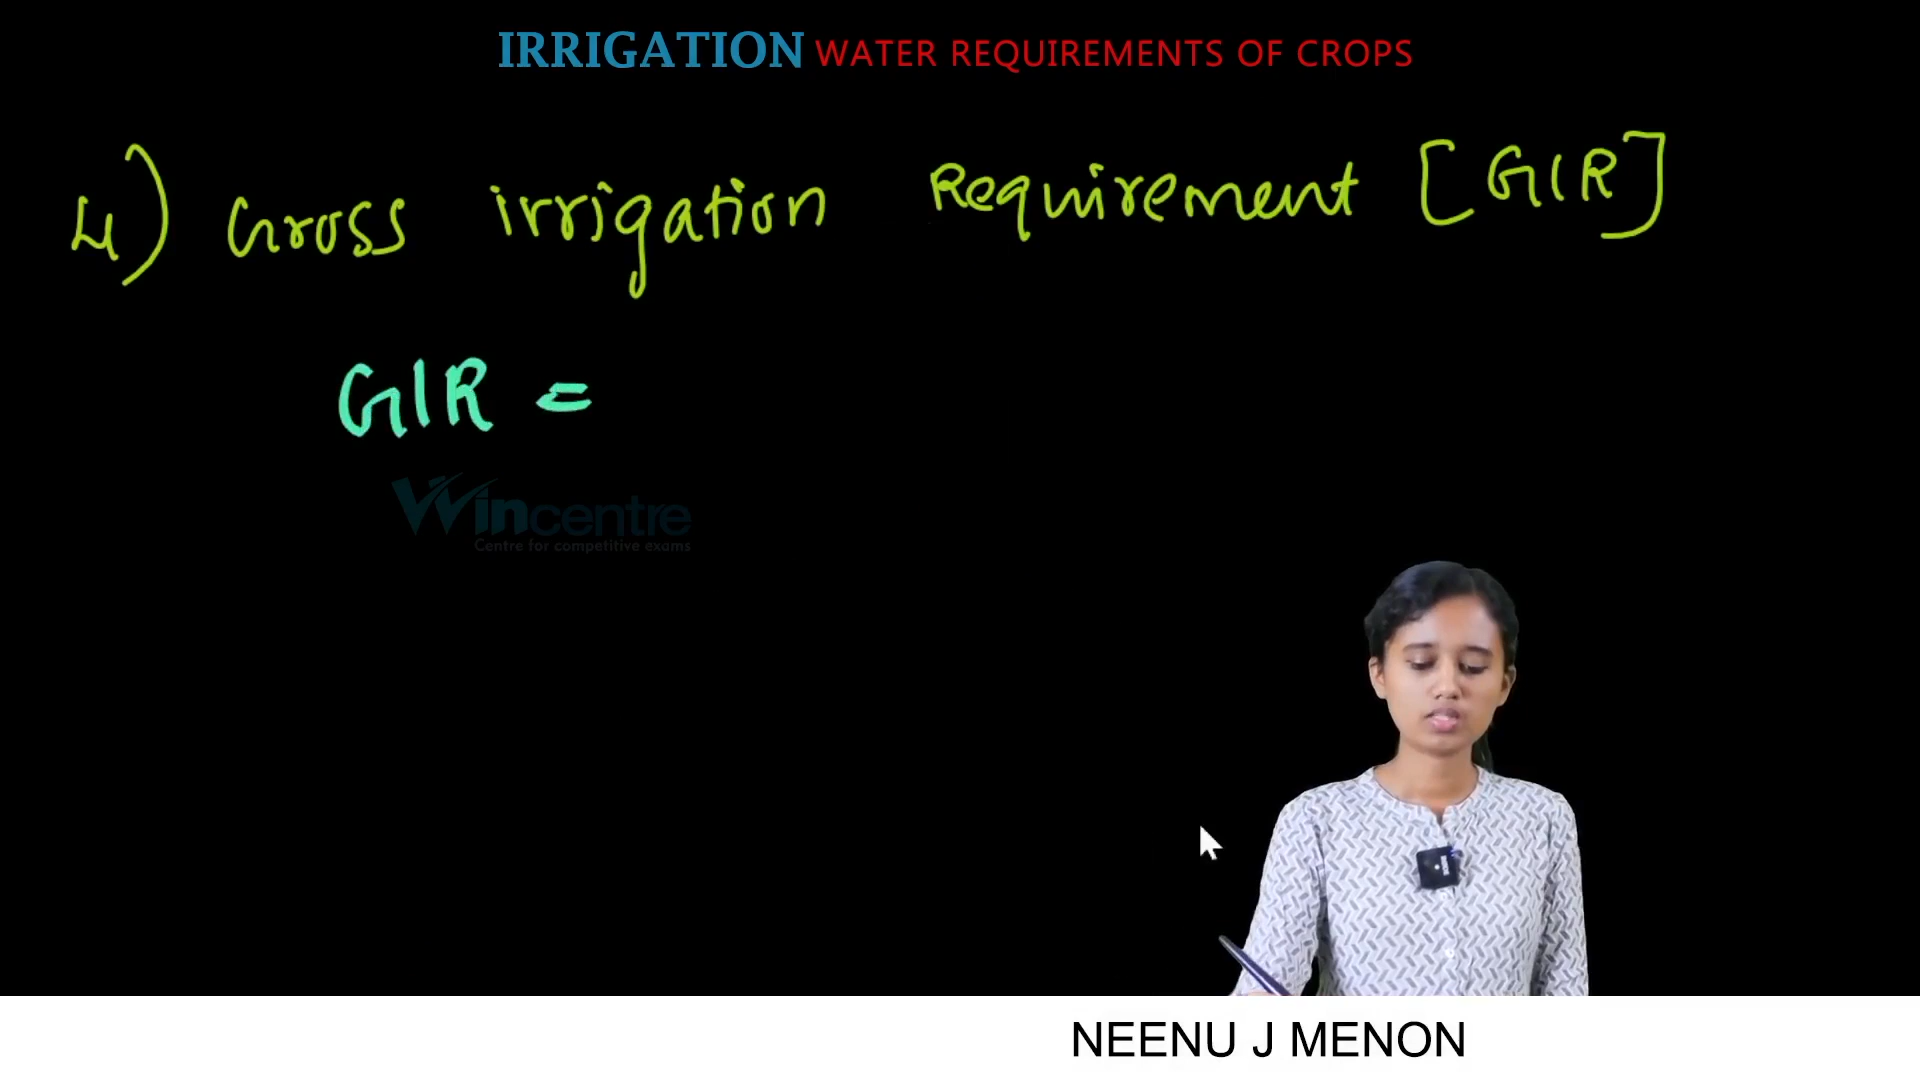 IRRIGATION WATER REQUIREMENTS OF CROPS
4) Gross irrigation Requirement [GIR]
GIR =
Wincentre
Centre for competitive exams
NEENU J MENON